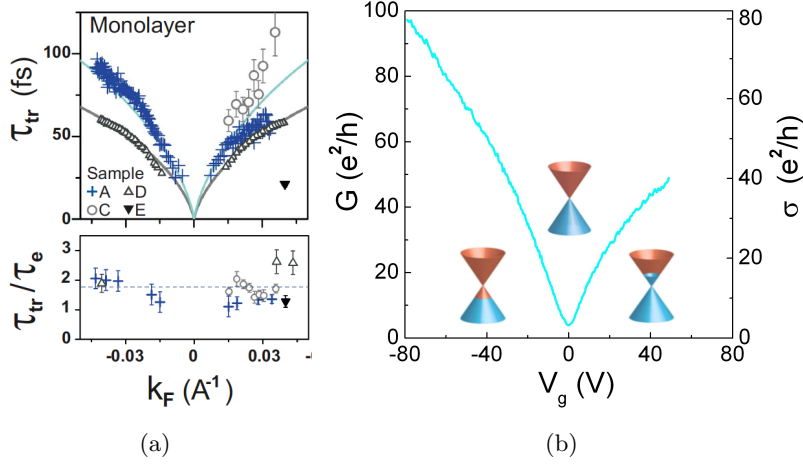 Monolayer
τtr (fs)
100
50
0
Sample
A
D
C
E
τtr/τe
3
2
1
0
-0.03
0
0.03
kF (A⁻¹)
(a)
G (e²/h)
100
80
60
40
20
0
-80
-40
0
40
80
Vg (V)
σ (e²/h)
80
60
40
20
0
(b)